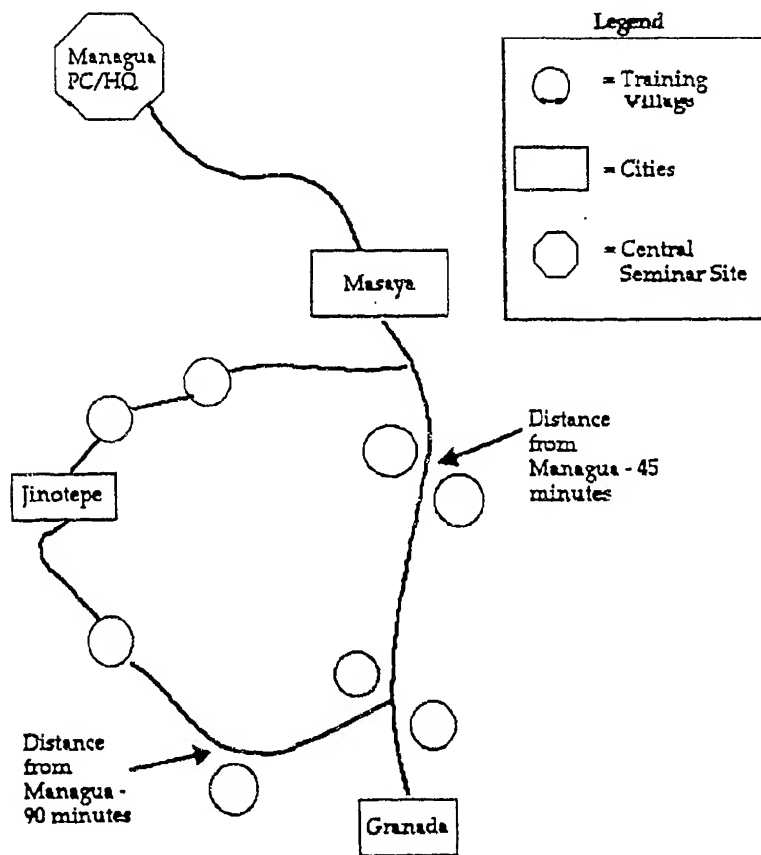 Managua
PC/HQ
Legend
= Training
Village
= Cities
= Central
Seminar Site
Masaya
Distance
from
Managua - 45
minutes
Jinotepe
Distance
from
Managua -
90 minutes
Granada